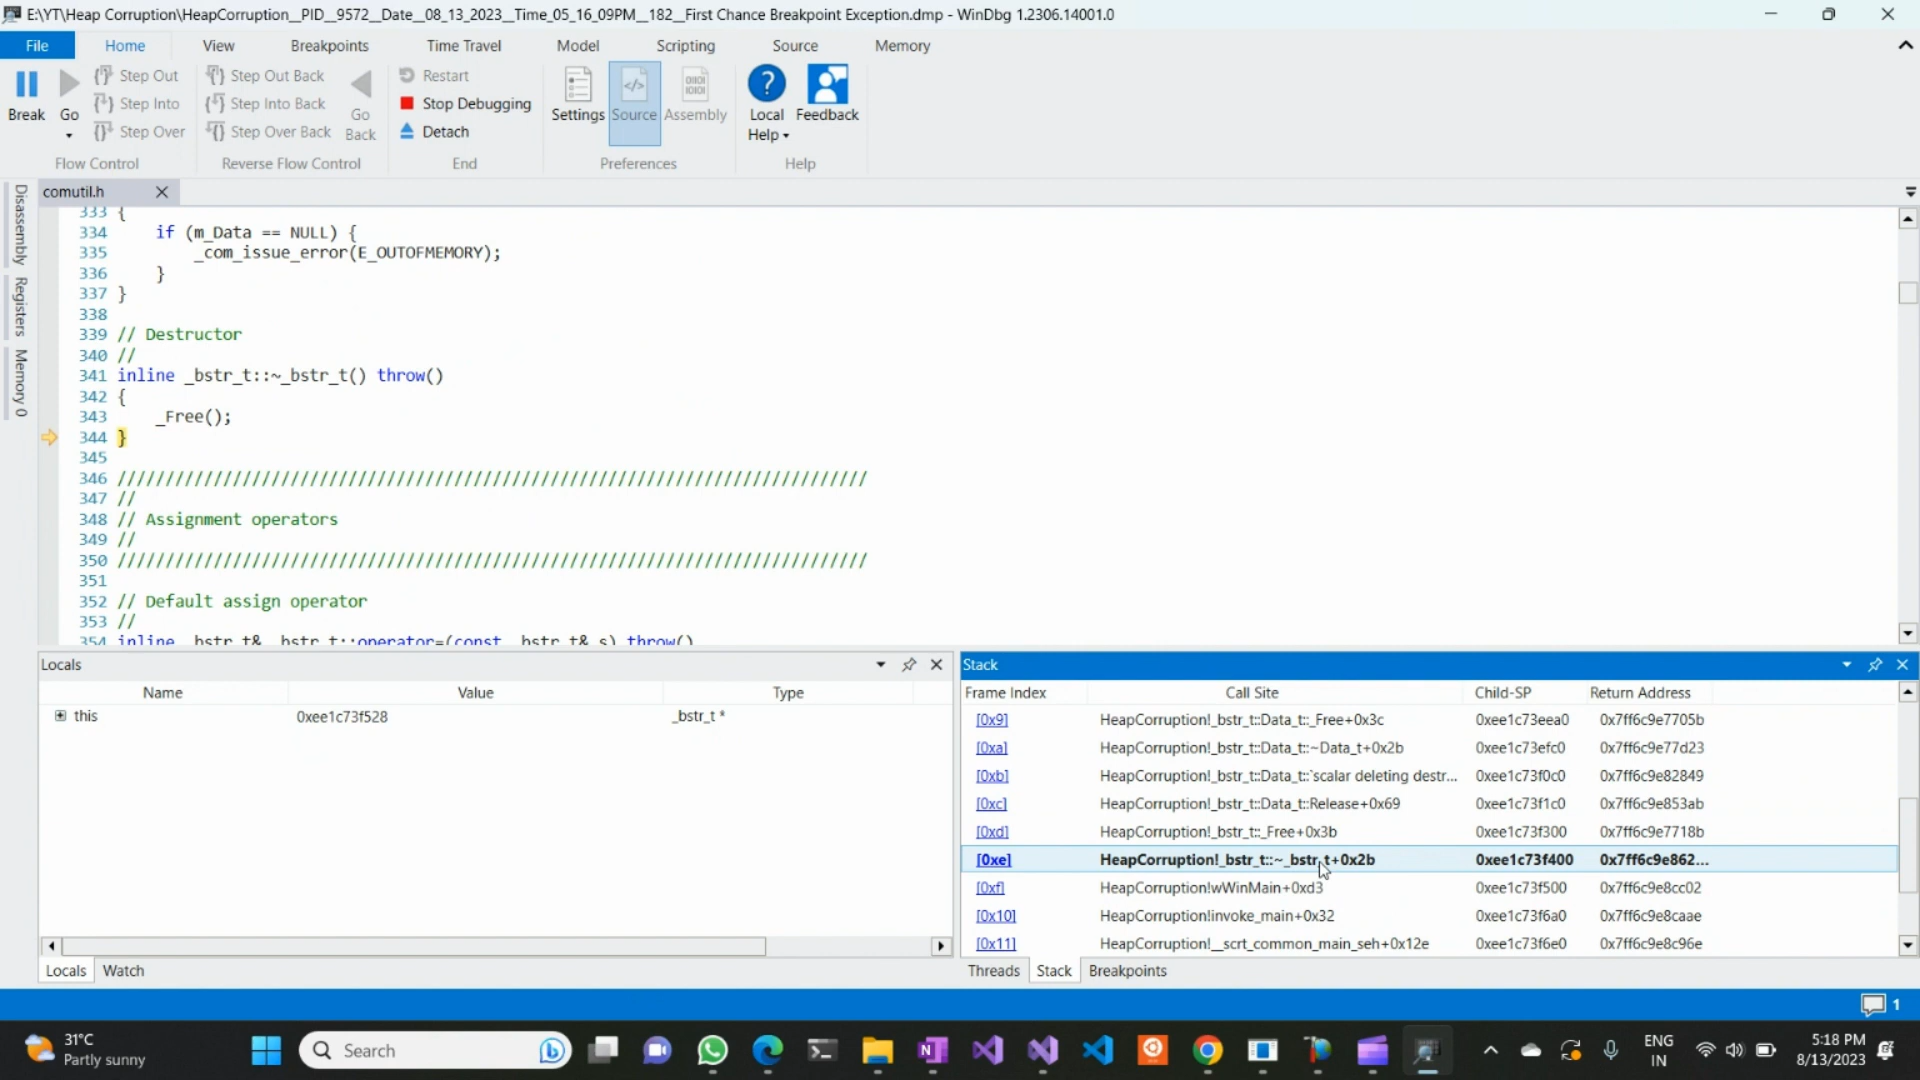 E:\YT\Heap Corruption\HeapCorruption__PID__9572__Date__08_13_2023__Time_05_16_09PM__182__First Chance Breakpoint Exception.dmp - WinDbg 1.2306.14001.0
File Home View Breakpoints Time Travel Model Scripting Source Memory
Break
Go
Step Out
Step Into
Step Over
Flow Control
Step Out Back
Step Into Back
Step Over Back
Go Back
Reverse Flow Control
Restart
Stop Debugging
Detach
End
Settings Source Assembly
Preferences
Local Help
Feedback
Help
Disassembly
Registers
Memory 0
comutil.h
333 {
334 if (m_Data == NULL) {
335 _com_issue_error(E_OUTOFMEMORY);
336 }
337 }
338
339 // Destructor
340 //
341 inline _bstr_t::~_bstr_t() throw()
342 {
343 _Free();
344 }
345
346 ////////////////////////////////////////////////////////////////////////////////
347 //
348 // Assignment operators
349 //
350 ////////////////////////////////////////////////////////////////////////////////
351
352 // Default assign operator
353 //
354 inline _bstr_t& _bstr_t::operator=(const _bstr_t& s) throw()
Locals
Name Value Type
this 0xee1c73f528 _bstr_t *
Locals Watch
Stack
Frame Index Call Site Child-SP Return Address
[0x9] HeapCorruption!_bstr_t::Data_t::_Free+0x3c 0xee1c73eea0 0x7ff6c9e7705b
[0xa] HeapCorruption!_bstr_t::Data_t::~Data_t+0x2b 0xee1c73efc0 0x7ff6c9e77d23
[0xb] HeapCorruption!_bstr_t::Data_t::`scalar deleting destr... 0xee1c73f0c0 0x7ff6c9e82849
[0xc] HeapCorruption!_bstr_t::Data_t::Release+0x69 0xee1c73f1c0 0x7ff6c9e853ab
[0xd] HeapCorruption!_bstr_t::_Free+0x3b 0xee1c73f300 0x7ff6c9e7718b
[0xe] HeapCorruption!_bstr_t::~_bstr_t+0x2b 0xee1c73f400 0x7ff6c9e862...
[0xf] HeapCorruption!wWinMain+0xd3 0xee1c73f500 0x7ff6c9e8cc02
[0x10] HeapCorruption!invoke_main+0x32 0xee1c73f6a0 0x7ff6c9e8caae
[0x11] HeapCorruption!__scrt_common_main_seh+0x12e 0xee1c73f6e0 0x7ff6c9e8c96e
Threads Stack Breakpoints
1
31°C
Partly sunny
Search
ENG
IN
5:18 PM
8/13/2023